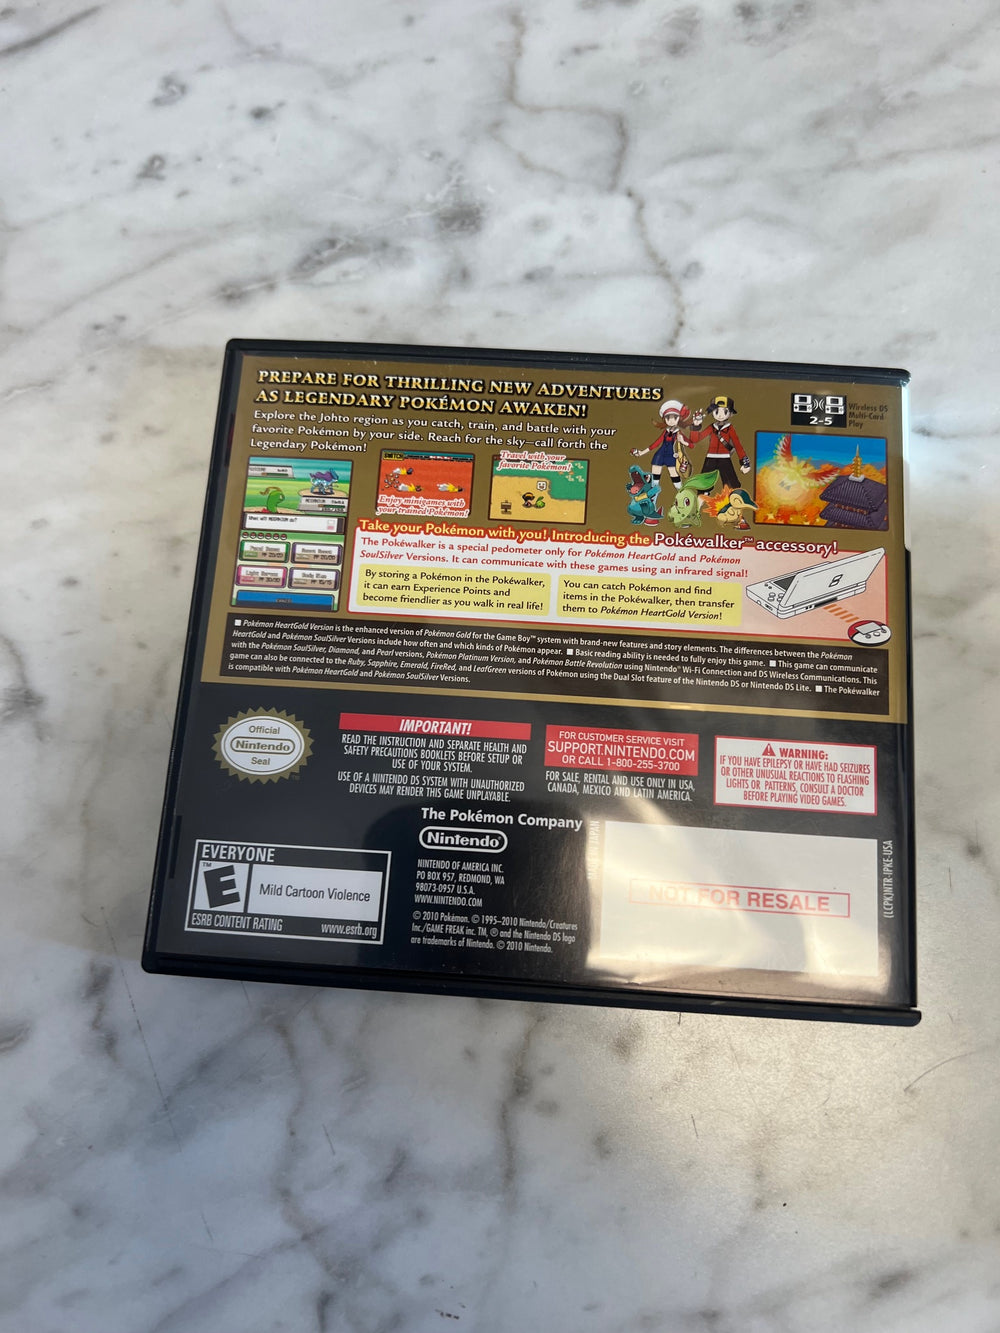 PREPARE FOR THRILLING NEW ADVENTURES
AS LEGENDARY POKÉMON AWAKEN!
Explore the Johto region as you catch, train, and battle with your
favorite Pokémon by your side. Reach for the sky—call forth the
Legendary Pokémon!
Wireless DS
Multi-Card
Play
2-5
Enjoy minigames with
your trained Pokémon!
Travel with your
favorite Pokémon!
Take your Pokémon with you! Introducing the Pokéwalker™ accessory!
The Pokéwalker is a special pedometer only for Pokémon HeartGold and Pokémon
SoulSilver Versions. It can communicate with these games using an infrared signal!
By storing a Pokémon in the Pokéwalker,
it can earn Experience Points and
become friendlier as you walk in real life!
You can catch Pokémon and find
items in the Pokéwalker, then transfer
them to Pokémon HeartGold Version!
■ Pokémon HeartGold Version is the enhanced version of Pokémon Gold for the Game Boy™ system with brand-new features and story elements. The differences between the Pokémon
HeartGold and Pokémon SoulSilver Versions include how often and which kinds of Pokémon appear. ■ Basic reading ability is needed to fully enjoy this game. ■ This game can communicate
with the Pokémon SoulSilver, Diamond, and Pearl versions, Pokémon Platinum Version, and Pokémon Battle Revolution using Nintendo® Wi-Fi Connection and DS Wireless Communications. This
game can also be connected to the Ruby, Sapphire, Emerald, FireRed, and LeafGreen versions of Pokémon using the Dual Slot feature of the Nintendo DS or Nintendo DS Lite. ■ The Pokéwalker
is compatible with Pokémon HeartGold and Pokémon SoulSilver Versions.
Official
Nintendo
Seal
IMPORTANT!
READ THE INSTRUCTION AND SEPARATE HEALTH AND
SAFETY PRECAUTIONS BOOKLETS BEFORE SETUP OR
USE OF YOUR SYSTEM.
USE OF A NINTENDO DS SYSTEM WITH UNAUTHORIZED
DEVICES MAY RENDER THIS GAME UNPLAYABLE.
FOR CUSTOMER SERVICE VISIT
SUPPORT.NINTENDO.COM
OR CALL 1-800-255-3700
FOR SALE, RENTAL AND USE ONLY IN USA,
CANADA, MEXICO AND LATIN AMERICA.
WARNING:
IF YOU HAVE EPILEPSY OR HAVE HAD SEIZURES
OR OTHER UNUSUAL REACTIONS TO FLASHING
LIGHTS OR PATTERNS, CONSULT A DOCTOR
BEFORE PLAYING VIDEO GAMES.
The Pokémon Company
Nintendo®
NINTENDO OF AMERICA INC.
PO BOX 957, REDMOND, WA
98073-0957 U.S.A.
WWW.NINTENDO.COM
© 2010 Pokémon. © 1995–2010 Nintendo/Creatures
Inc./GAME FREAK inc. TM, ® and the Nintendo DS logo
are trademarks of Nintendo. © 2010 Nintendo.
EVERYONE
E
Mild Cartoon Violence
ESRB CONTENT RATING
www.esrb.org
MADE IN JAPAN
NOT FOR RESALE
(LCPK)NTR-IPKE-USA